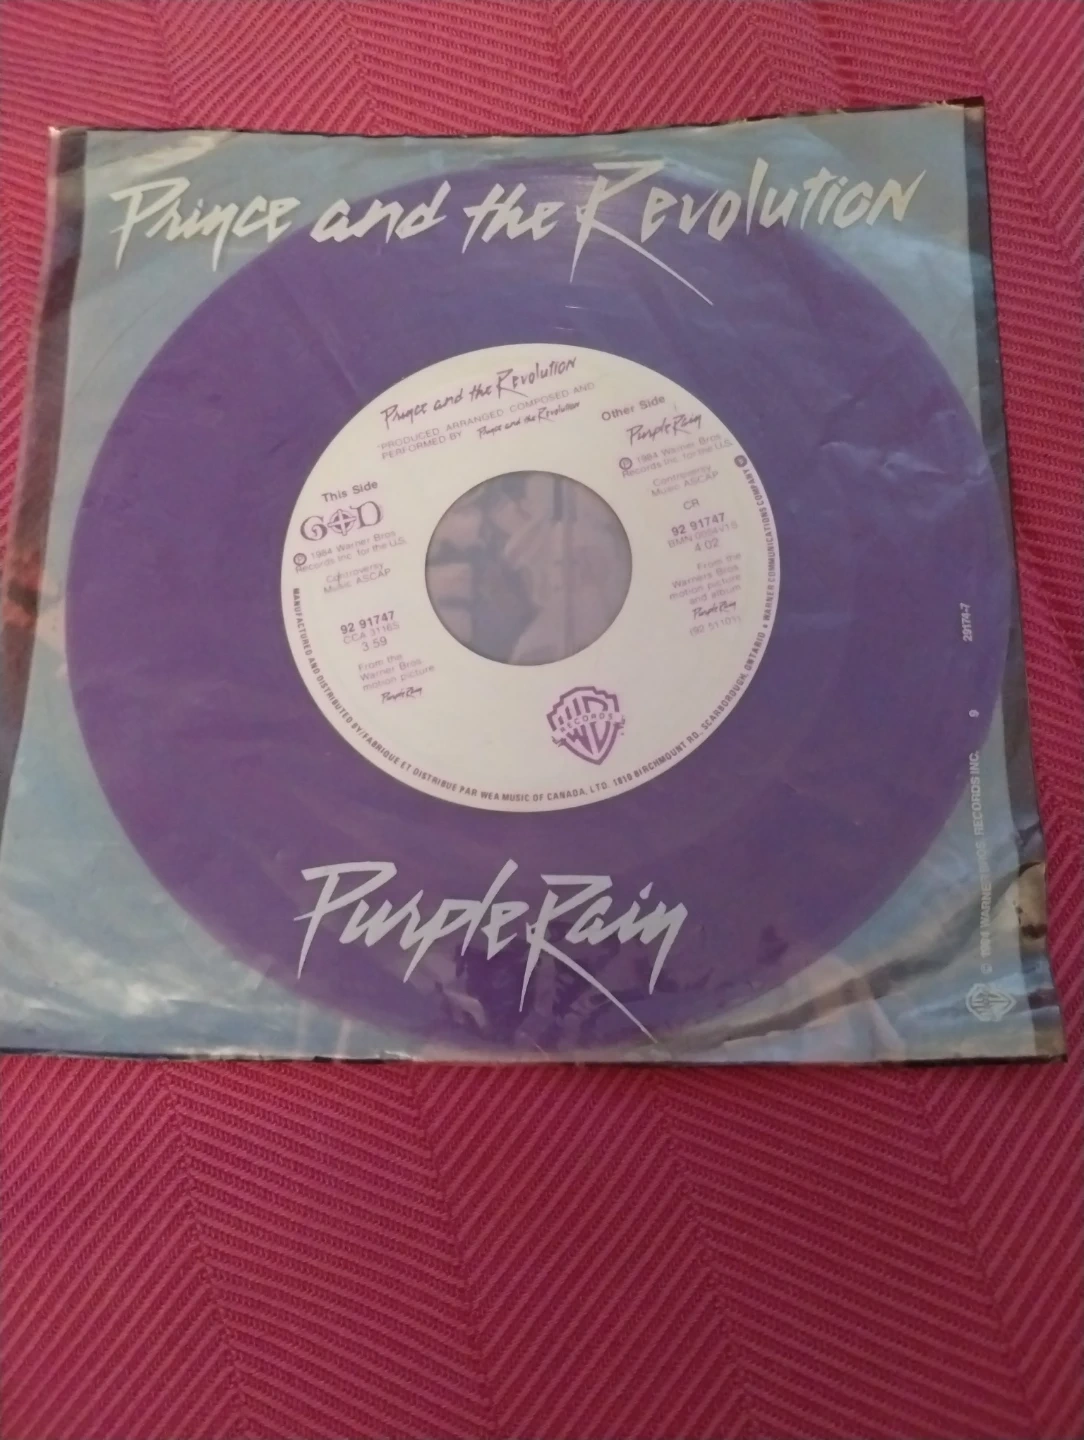 Prince and the Revolution
Prince and the Revolution
PRODUCED, ARRANGED, COMPOSED AND
PERFORMED BY Prince and the Revolution
This Side
GOD
Ⓟ 1984 Warner Bros.
Records Inc. for the U.S.
Controversy
Music ASCAP
92 91747
CCA 31165
3:59
From the
Warner Bros.
motion picture
Purple Rain
Other Side
Purple Rain
Ⓟ 1984 Warner Bros.
Records Inc. for the U.S.
Controversy
Music ASCAP
CR
92 91747
4:02
From the
Warners Bros.
motion picture
and album
Purple Rain
(92 51101)
W RECORDS
MANUFACTURED AND DISTRIBUTED BY/FABRIQUE ET DISTRIBUE PAR WEA MUSIC OF CANADA, LTD. 1810 BIRCHMOUNT RD., SCARBOROUGH, ONTARIO • WARNER COMMUNICATIONS COMPANY
Purple Rain
© 1984 WARNER BROS. RECORDS INC. 9 29174-7